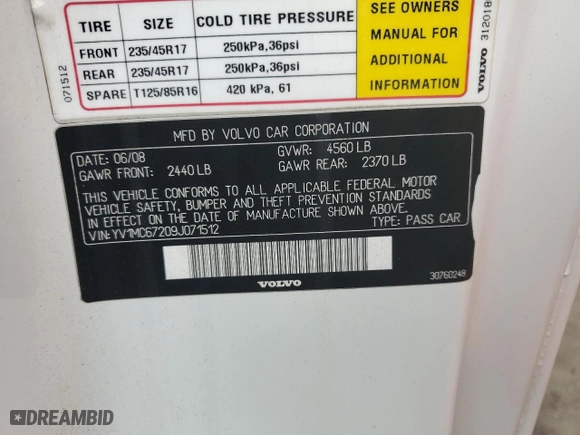 TIRE SIZE COLD TIRE PRESSURE
FRONT 235/45R17 250kPa,36psi
REAR 235/45R17 250kPa,36psi
SPARE T125/85R16 420 kPa, 61
SEE OWNERS
MANUAL FOR
ADDITIONAL
INFORMATION
071512
VOLVO 312018
MFD BY VOLVO CAR CORPORATION
DATE: 06/08 GVWR: 4560 LB
GAWR FRONT: 2440 LB GAWR REAR: 2370 LB
THIS VEHICLE CONFORMS TO ALL APPLICABLE FEDERAL MOTOR
VEHICLE SAFETY, BUMPER AND THEFT PREVENTION STANDARDS
IN EFFECT ON THE DATE OF MANUFACTURE SHOWN ABOVE.
VIN:YV1MC67209J071512 TYPE: PASS CAR
VOLVO
30760248
DREAMBID